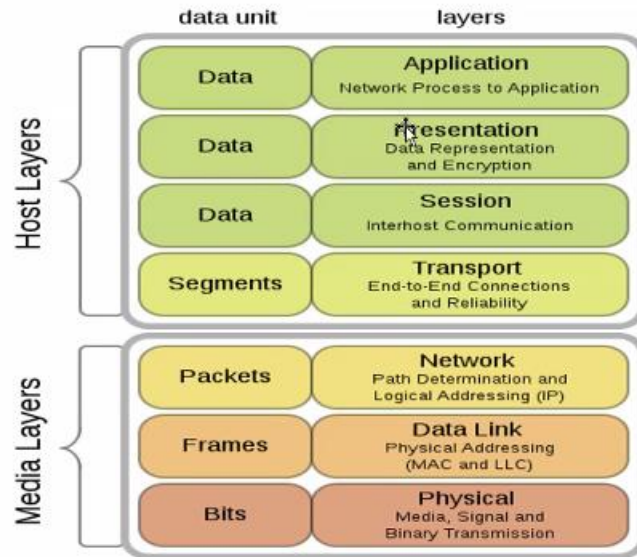 data unit layers
Host Layers
Data Application
Network Process to Application
Data Presentation
Data Representation
and Encryption
Data Session
Interhost Communication
Segments Transport
End-to-End Connections
and Reliability
Media Layers
Packets Network
Path Determination and
Logical Addressing (IP)
Frames Data Link
Physical Addressing
(MAC and LLC)
Bits Physical
Media, Signal and
Binary Transmission